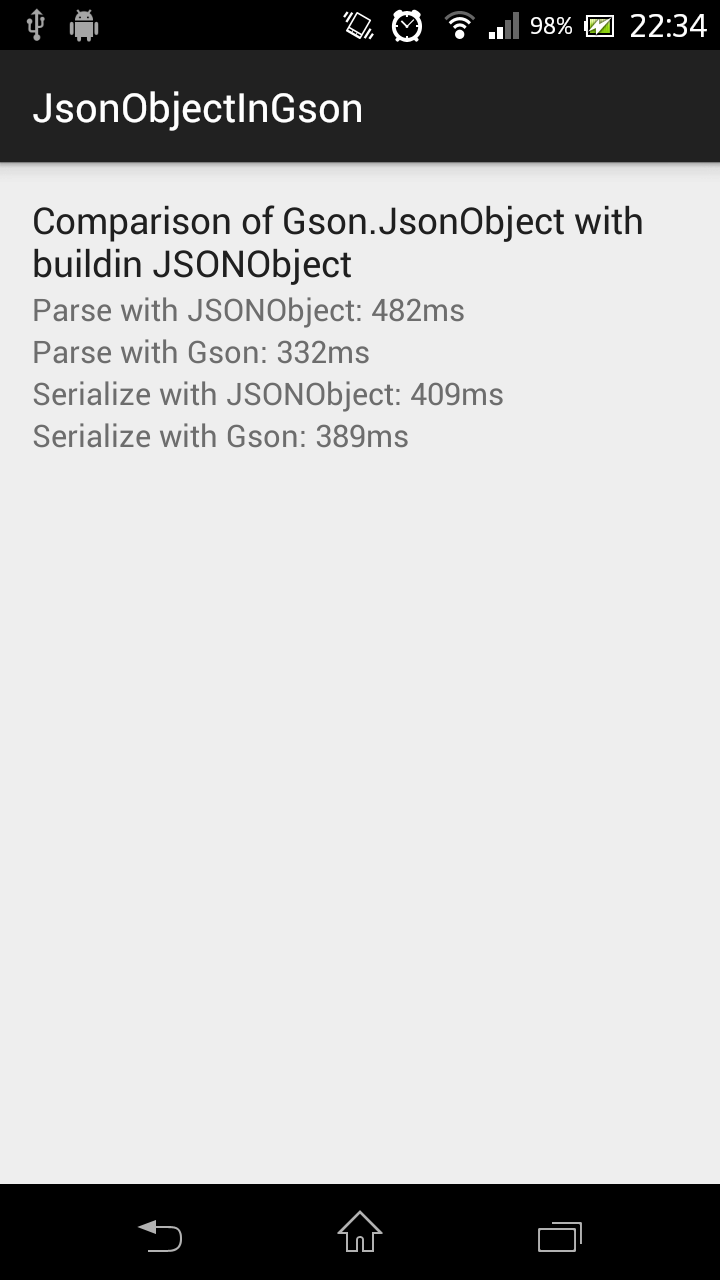 98% 22:34
JsonObjectInGson
Comparison of Gson.JsonObject with
buildin JSONObject
Parse with JSONObject: 482ms
Parse with Gson: 332ms
Serialize with JSONObject: 409ms
Serialize with Gson: 389ms